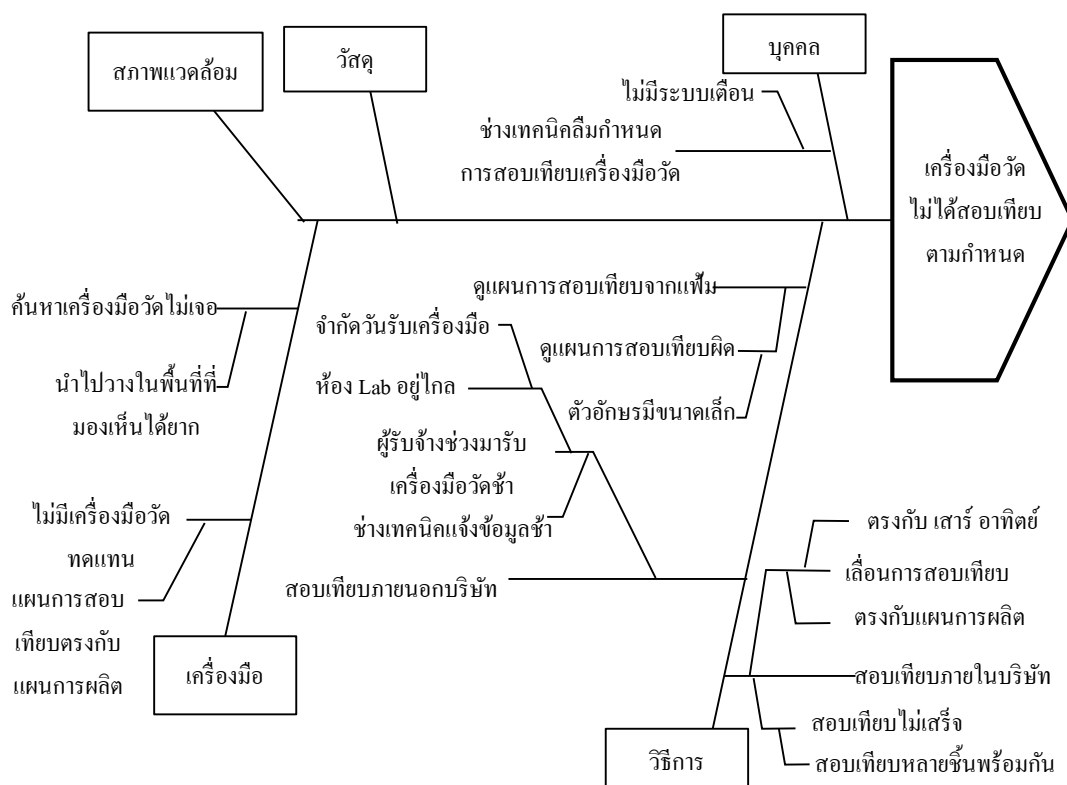 สภาพแวดล้อม
วัสดุ
บุคคล
ไม่มีระบบเตือน
ช่างเทคนิคลืมกำหนด
การสอบเทียบเครื่องมือวัด
เครื่องมือวัด
ไม่ได้สอบเทียบ
ตามกำหนด
ค้นหาเครื่องมือวัดไม่เจอ
นำไปวางในพื้นที่ที่
มองเห็นได้ยาก
ไม่มีเครื่องมือวัด
ทดแทน
แผนการสอบ
เทียบตรงกับ
แผนการผลิต
เครื่องมือ
ดูแผนการสอบเทียบจากแฟ้ม
ดูแผนการสอบเทียบผิด
ตัวอักษรมีขนาดเล็ก
จำกัดวันรับเครื่องมือ
ห้อง Lab อยู่ไกล
ผู้รับจ้างช่วงมารับ
เครื่องมือวัดช้า
ช่างเทคนิคแจ้งข้อมูลช้า
สอบเทียบภายนอกบริษัท
ตรงกับ เสาร์ อาทิตย์
เลื่อนการสอบเทียบ
ตรงกับแผนการผลิต
สอบเทียบภายในบริษัท
สอบเทียบไม่เสร็จ
สอบเทียบหลายชิ้นพร้อมกัน
วิธีการ